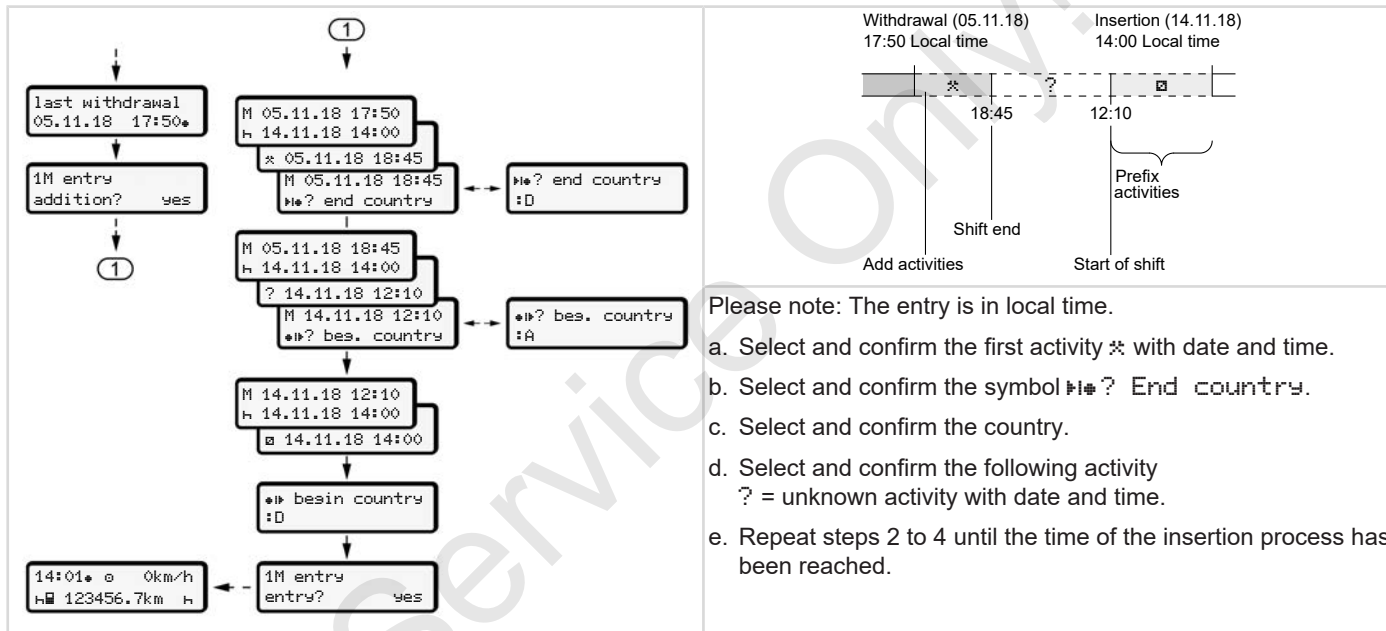 1
last withdrawal
05.11.18 17:50
1M entry
addition? yes
1
M 05.11.18 17:50
14.11.18 14:00
05.11.18 18:45
M 05.11.18 18:45
? end country
? end country
:D
M 05.11.18 18:45
14.11.18 14:00
? 14.11.18 12:10
M 14.11.18 12:10
? beg. country
? beg. country
:A
M 14.11.18 12:10
14.11.18 14:00
14.11.18 14:00
begin country
:D
1M entry
entry? yes
14:01 0km/h
123456.7km
Withdrawal (05.11.18)
17:50 Local time
Insertion (14.11.18)
14:00 Local time
?
18:45
12:10
Prefix
activities
Shift end
Add activities
Start of shift
Please note: The entry is in local time.
a. Select and confirm the first activity with date and time.
b. Select and confirm the symbol ? End country.
c. Select and confirm the country.
d. Select and confirm the following activity
? = unknown activity with date and time.
e. Repeat steps 2 to 4 until the time of the insertion process has
been reached.
Service Only!